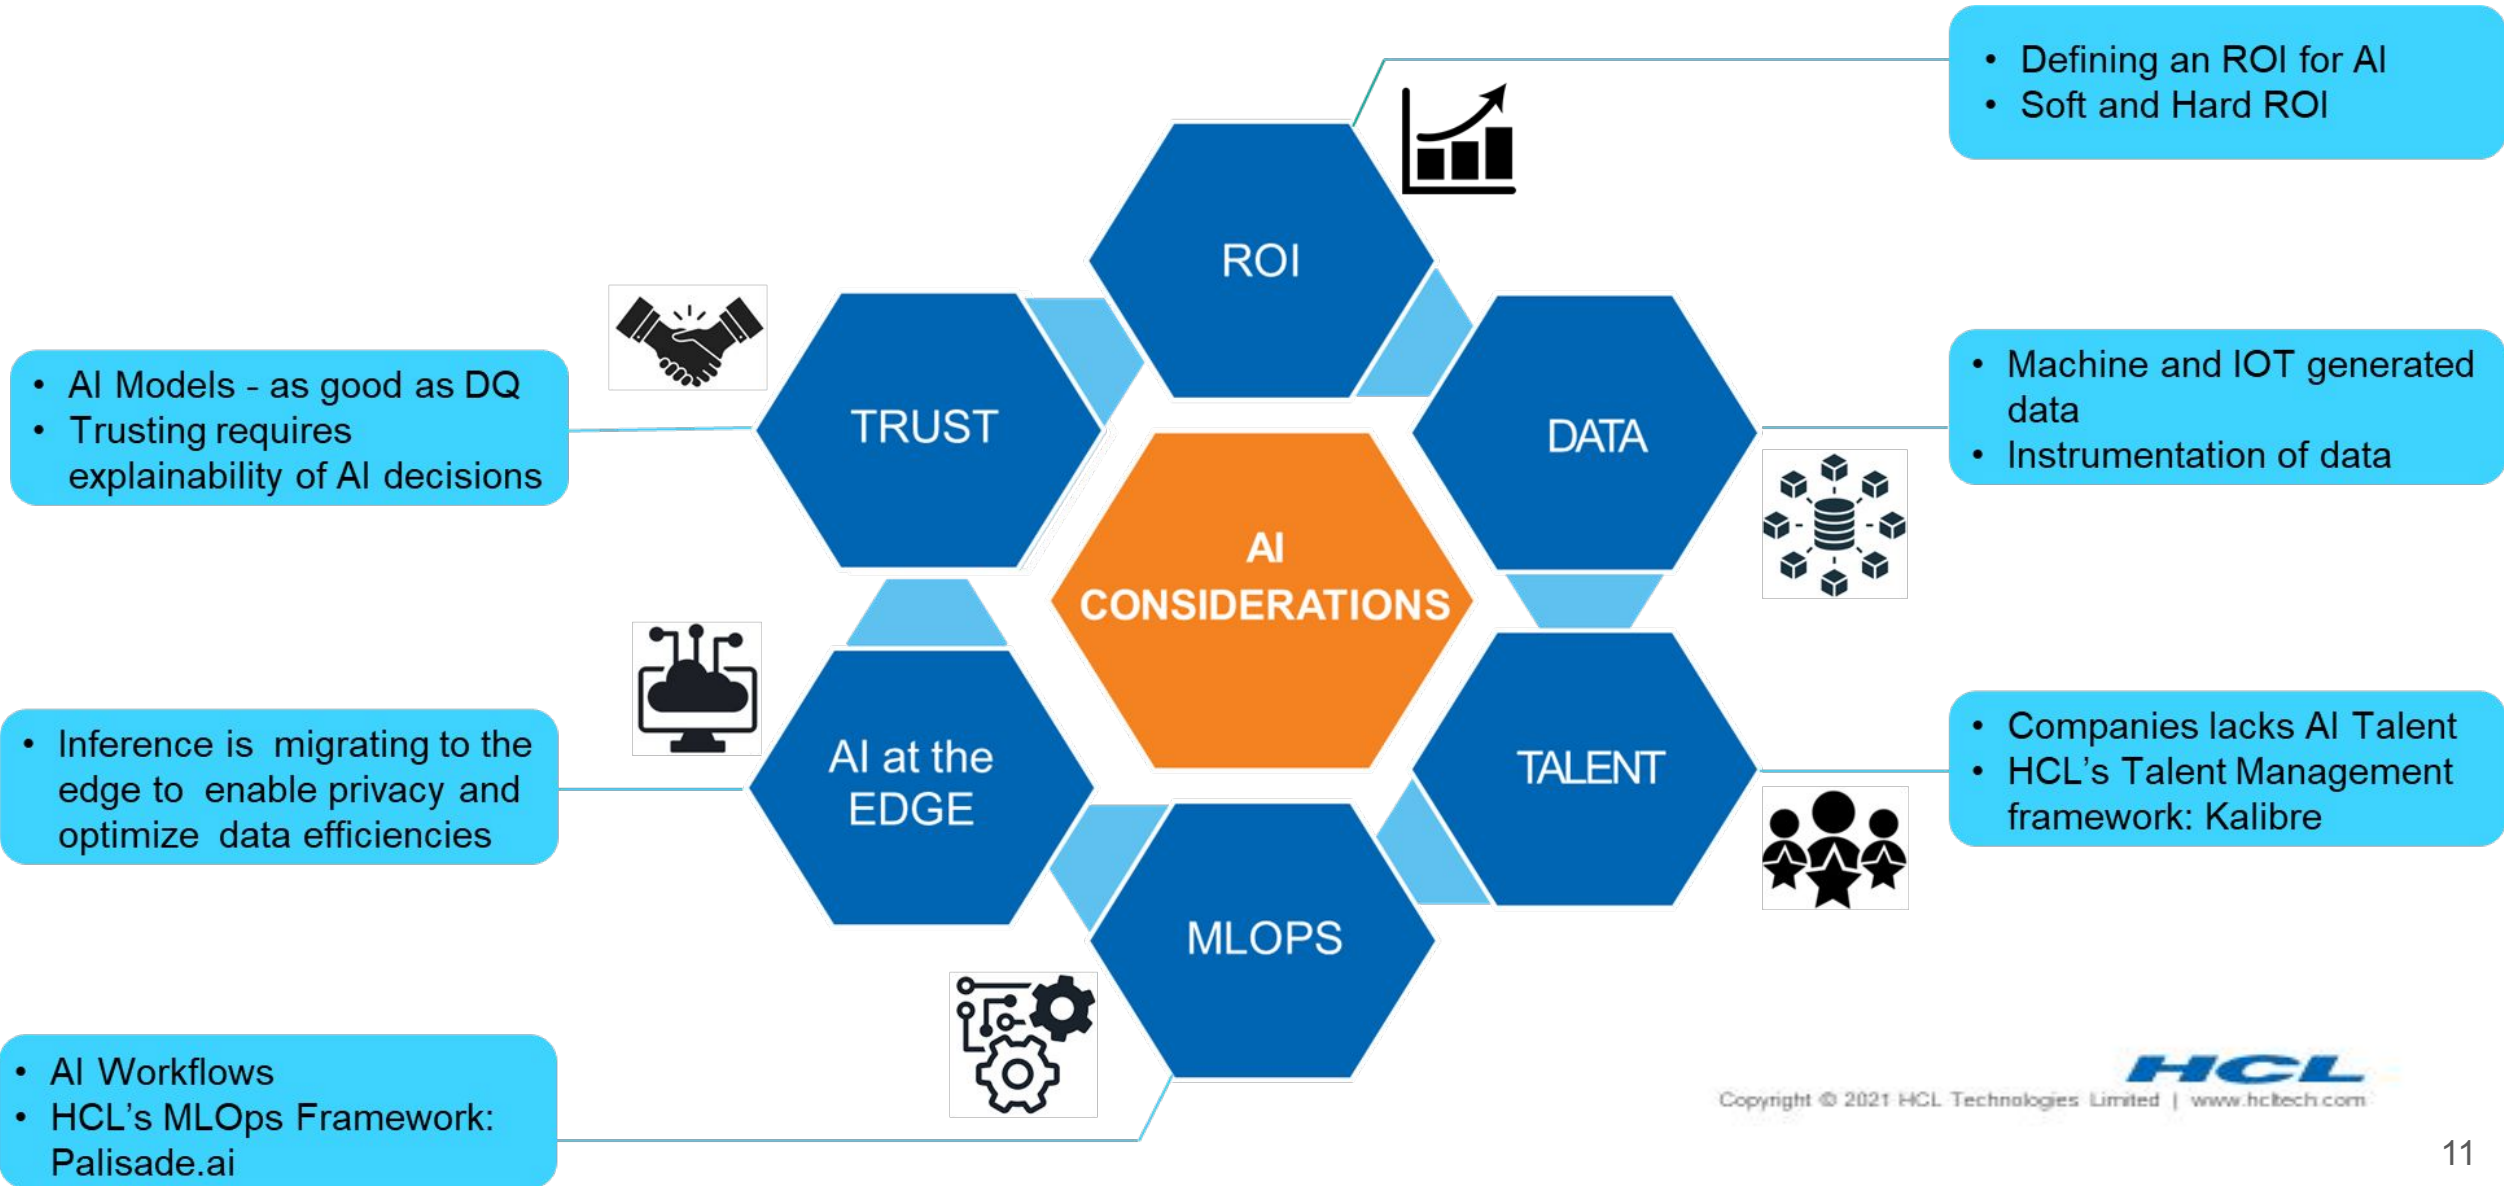 • Defining an ROI for AI
• Soft and Hard ROI
ROI
TRUST
DATA
• AI Models - as good as DQ
• Trusting requires
explainability of AI decisions
• Machine and IOT generated
data
• Instrumentation of data
AI
CONSIDERATIONS
AI at the
EDGE
TALENT
• Inference is migrating to the
edge to enable privacy and
optimize data efficiencies
• Companies lacks AI Talent
• HCL’s Talent Management
framework: Kalibre
MLOPS
• AI Workflows
• HCL’s MLOps Framework:
Palisade.ai
HCL
Copyright © 2021 HCL Technologies Limited | www.hcltech.com
11